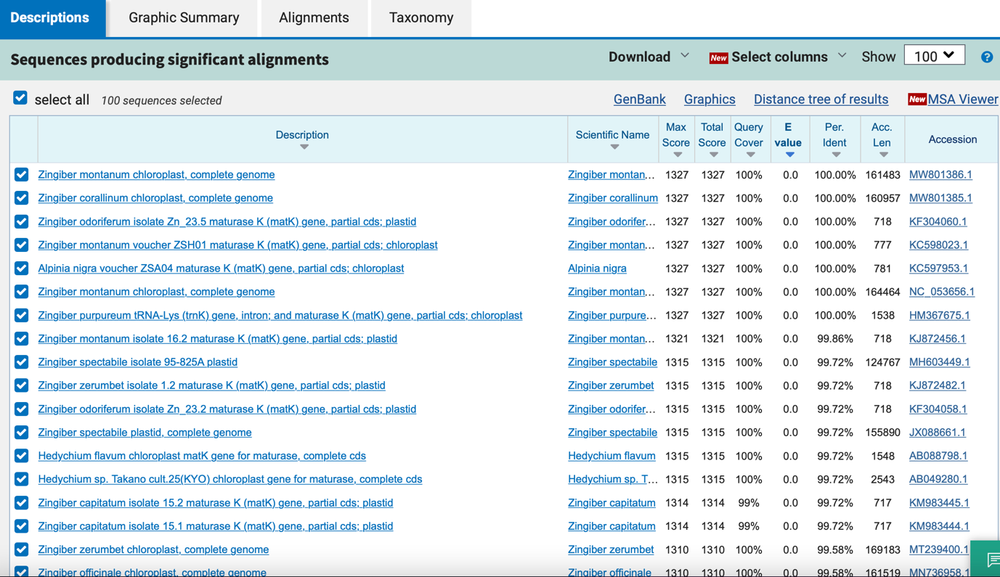 Descriptions Graphic Summary Alignments Taxonomy
Sequences producing significant alignments Download New Select columns Show 100 ?
select all 100 sequences selected GenBank Graphics Distance tree of results New MSA Viewer
Description Scientific Name Max Score Total Score Query Cover E value Per. Ident Acc. Len Accession
Zingiber montanum chloroplast, complete genome Zingiber montan... 1327 1327 100% 0.0 100.00% 161483 MW801386.1
Zingiber corallinum chloroplast, complete genome Zingiber corallinum 1327 1327 100% 0.0 100.00% 160957 MW801385.1
Zingiber odoriferum isolate Zn_23.5 maturase K (matK) gene, partial cds; plastid Zingiber odorifer... 1327 1327 100% 0.0 100.00% 718 KF304060.1
Zingiber montanum voucher ZSH01 maturase K (matK) gene, partial cds; chloroplast Zingiber montan... 1327 1327 100% 0.0 100.00% 777 KC598023.1
Alpinia nigra voucher ZSA04 maturase K (matK) gene, partial cds; chloroplast Alpinia nigra 1327 1327 100% 0.0 100.00% 781 KC597953.1
Zingiber montanum chloroplast, complete genome Zingiber montan... 1327 1327 100% 0.0 100.00% 164464 NC_053656.1
Zingiber purpureum tRNA-Lys (trnK) gene, intron; and maturase K (matK) gene, partial cds; chloroplast Zingiber purpure... 1327 1327 100% 0.0 100.00% 1538 HM367675.1
Zingiber montanum isolate 16.2 maturase K (matK) gene, partial cds; plastid Zingiber montan... 1321 1321 100% 0.0 99.86% 718 KJ872456.1
Zingiber spectabile isolate 95-825A plastid Zingiber spectabile 1315 1315 100% 0.0 99.72% 124767 MH603449.1
Zingiber zerumbet isolate 1.2 maturase K (matK) gene, partial cds; plastid Zingiber zerumbet 1315 1315 100% 0.0 99.72% 718 KJ872482.1
Zingiber odoriferum isolate Zn_23.2 maturase K (matK) gene, partial cds; plastid Zingiber odorifer... 1315 1315 100% 0.0 99.72% 718 KF304058.1
Zingiber spectabile plastid, complete genome Zingiber spectabile 1315 1315 100% 0.0 99.72% 155890 JX088661.1
Hedychium flavum chloroplast matK gene for maturase, complete cds Hedychium flavum 1315 1315 100% 0.0 99.72% 1548 AB088798.1
Hedychium sp. Takano cult.25(KYO) chloroplast gene for maturase, complete cds Hedychium sp. T... 1315 1315 100% 0.0 99.72% 2543 AB049280.1
Zingiber capitatum isolate 15.2 maturase K (matK) gene, partial cds; plastid Zingiber capitatum 1314 1314 99% 0.0 99.72% 717 KM983445.1
Zingiber capitatum isolate 15.1 maturase K (matK) gene, partial cds; plastid Zingiber capitatum 1314 1314 99% 0.0 99.72% 717 KM983444.1
Zingiber zerumbet chloroplast, complete genome Zingiber zerumbet 1310 1310 100% 0.0 99.58% 169183 MT239400.1
Zingiber officinale chloroplast, complete genome Zingiber officinale 1310 1310 100% 0.0 99.58% 161519 MN736958.1